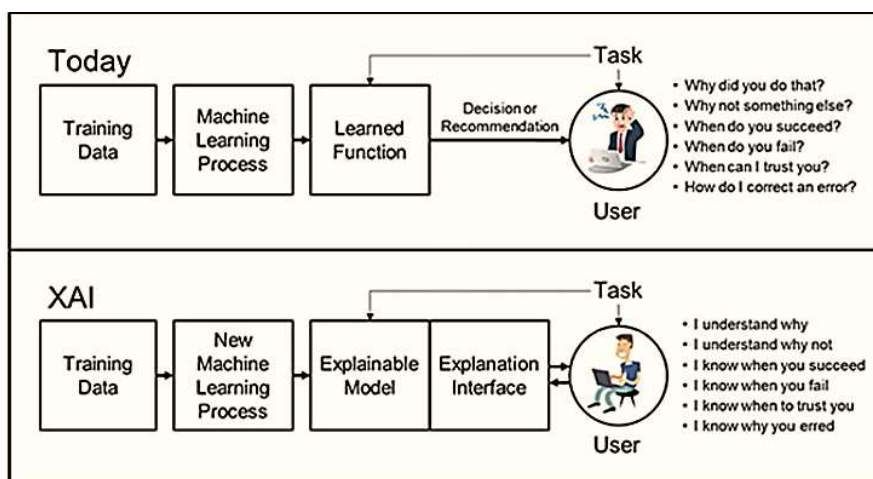 Today
Task
Training
Data
Machine
Learning
Process
Learned
Function
Decision or
Recommendation
User
• Why did you do that?
• Why not something else?
• When do you succeed?
• When do you fail?
• When can I trust you?
• How do I correct an error?
XAI
Task
Training
Data
New
Machine
Learning
Process
Explainable
Model
Explanation
Interface
User
• I understand why
• I understand why not
• I know when you succeed
• I know when you fail
• I know when to trust you
• I know why you erred